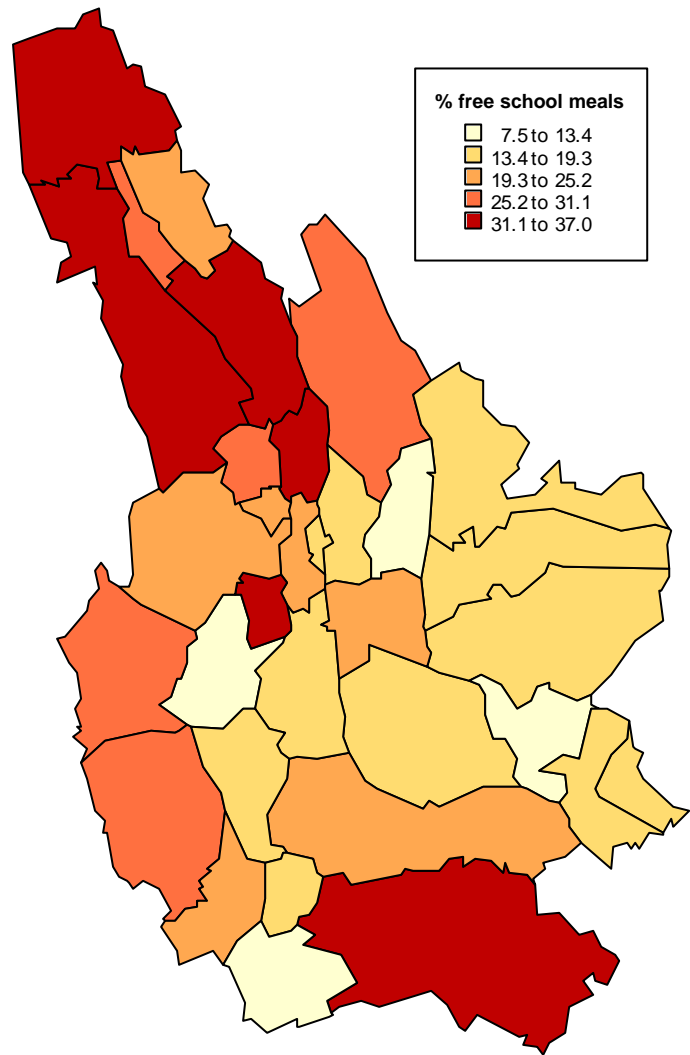 % free school meals
7.5 to 13.4
13.4 to 19.3
19.3 to 25.2
25.2 to 31.1
31.1 to 37.0